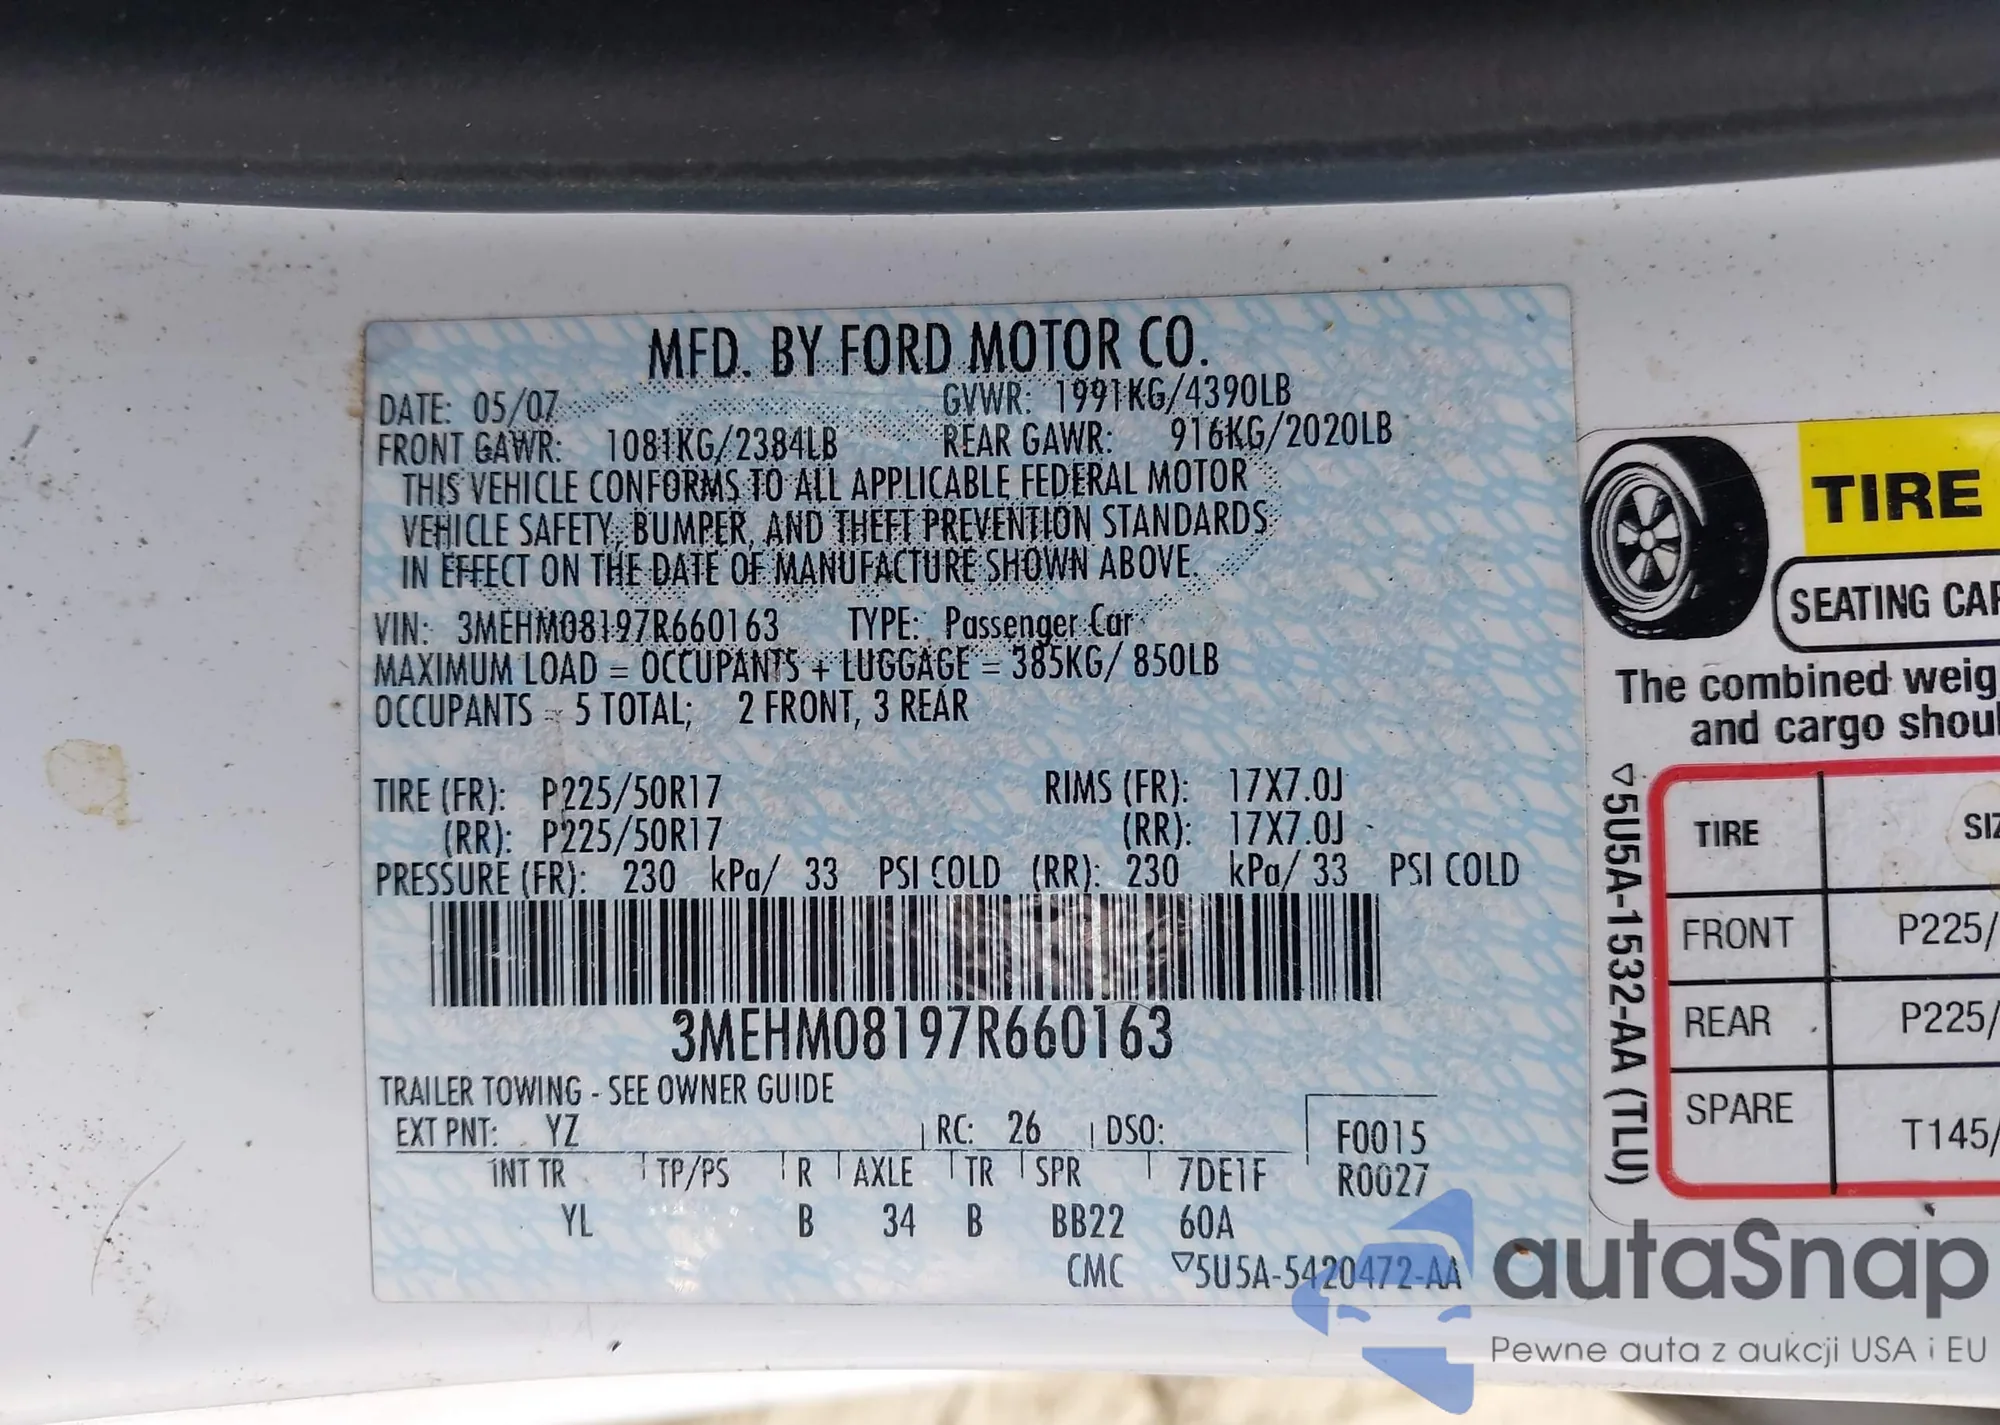 MFD. BY FORD MOTOR CO.
DATE: 05/07 GVWR: 1991KG/4390LB
FRONT GAWR: 1081KG/2384LB REAR GAWR: 916KG/2020LB
THIS VEHICLE CONFORMS TO ALL APPLICABLE FEDERAL MOTOR
VEHICLE SAFETY, BUMPER, AND THEFT PREVENTION STANDARDS
IN EFFECT ON THE DATE OF MANUFACTURE SHOWN ABOVE.
VIN: 3MEHM08197R660163 TYPE: Passenger Car
MAXIMUM LOAD = OCCUPANTS + LUGGAGE = 385KG/ 850LB
OCCUPANTS = 5 TOTAL; 2 FRONT, 3 REAR
TIRE (FR): P225/50R17 RIMS (FR): 17X7.0J
(RR): P225/50R17 (RR): 17X7.0J
PRESSURE (FR): 230 kPa/ 33 PSI COLD (RR): 230 kPa/ 33 PSI COLD
3MEHM08197R660163
TRAILER TOWING - SEE OWNER GUIDE
EXT PNT: YZ RC: 26 DSO: F0015
INT TR TP/PS R AXLE TR SPR 7DE1F R0027
YL B 34 B BB22 60A
CMC ▽5U5A-5420472-AA
TIRE
SEATING CAP
The combined weig
and cargo shoul
▽5U5A-1532-AA (TLU)
TIRE SIZ
FRONT P225/
REAR P225/
SPARE T145/
autaSnap
Pewne auta z aukcji USA i EU